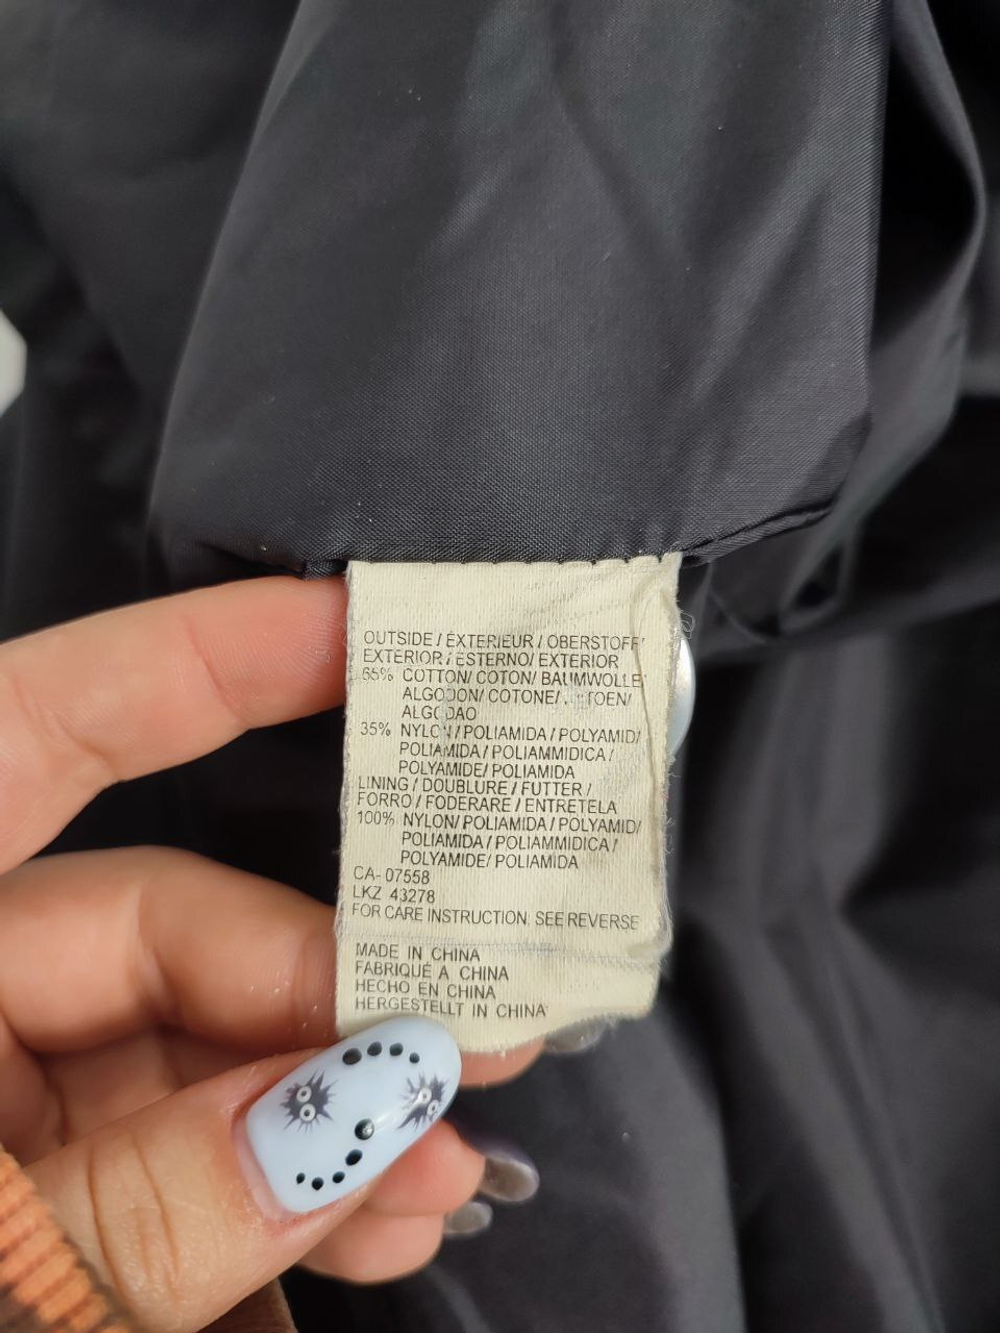 OUTSIDE / EXTERIEUR / OBERSTOFF
EXTERIOR / ESTERNO/ EXTERIOR
65% COTTON/ COTON/ BAUMWOLLE
ALGODON/ COTONE/ TOEN/
ALGODAO
35% NYLON / POLIAMIDA / POLYAMID/
POLIAMIDA / POLIAMMIDICA /
POLYAMIDE/ POLIAMIDA
LINING / DOUBLURE / FUTTER /
FORRO / FODERARE / ENTRETELA
100% NYLON/ POLIAMIDA / POLYAMID/
POLIAMIDA / POLIAMMIDICA /
POLYAMIDE/ POLIAMIDA
CA- 07558
LKZ 43278
FOR CARE INSTRUCTION. SEE REVERSE
MADE IN CHINA
FABRIQUÉ A CHINA
HECHO EN CHINA
HERGESTELLT IN CHINA